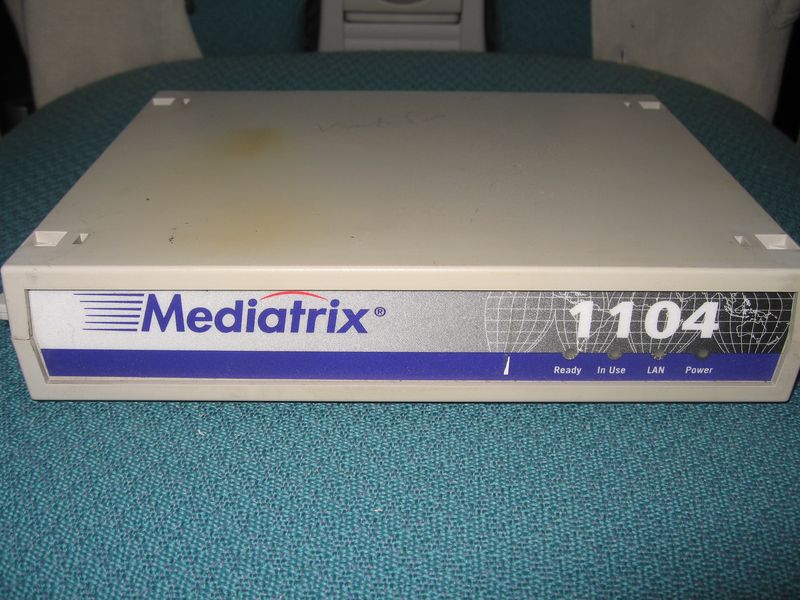 Mediatrix®
1104
Ready In Use LAN Power